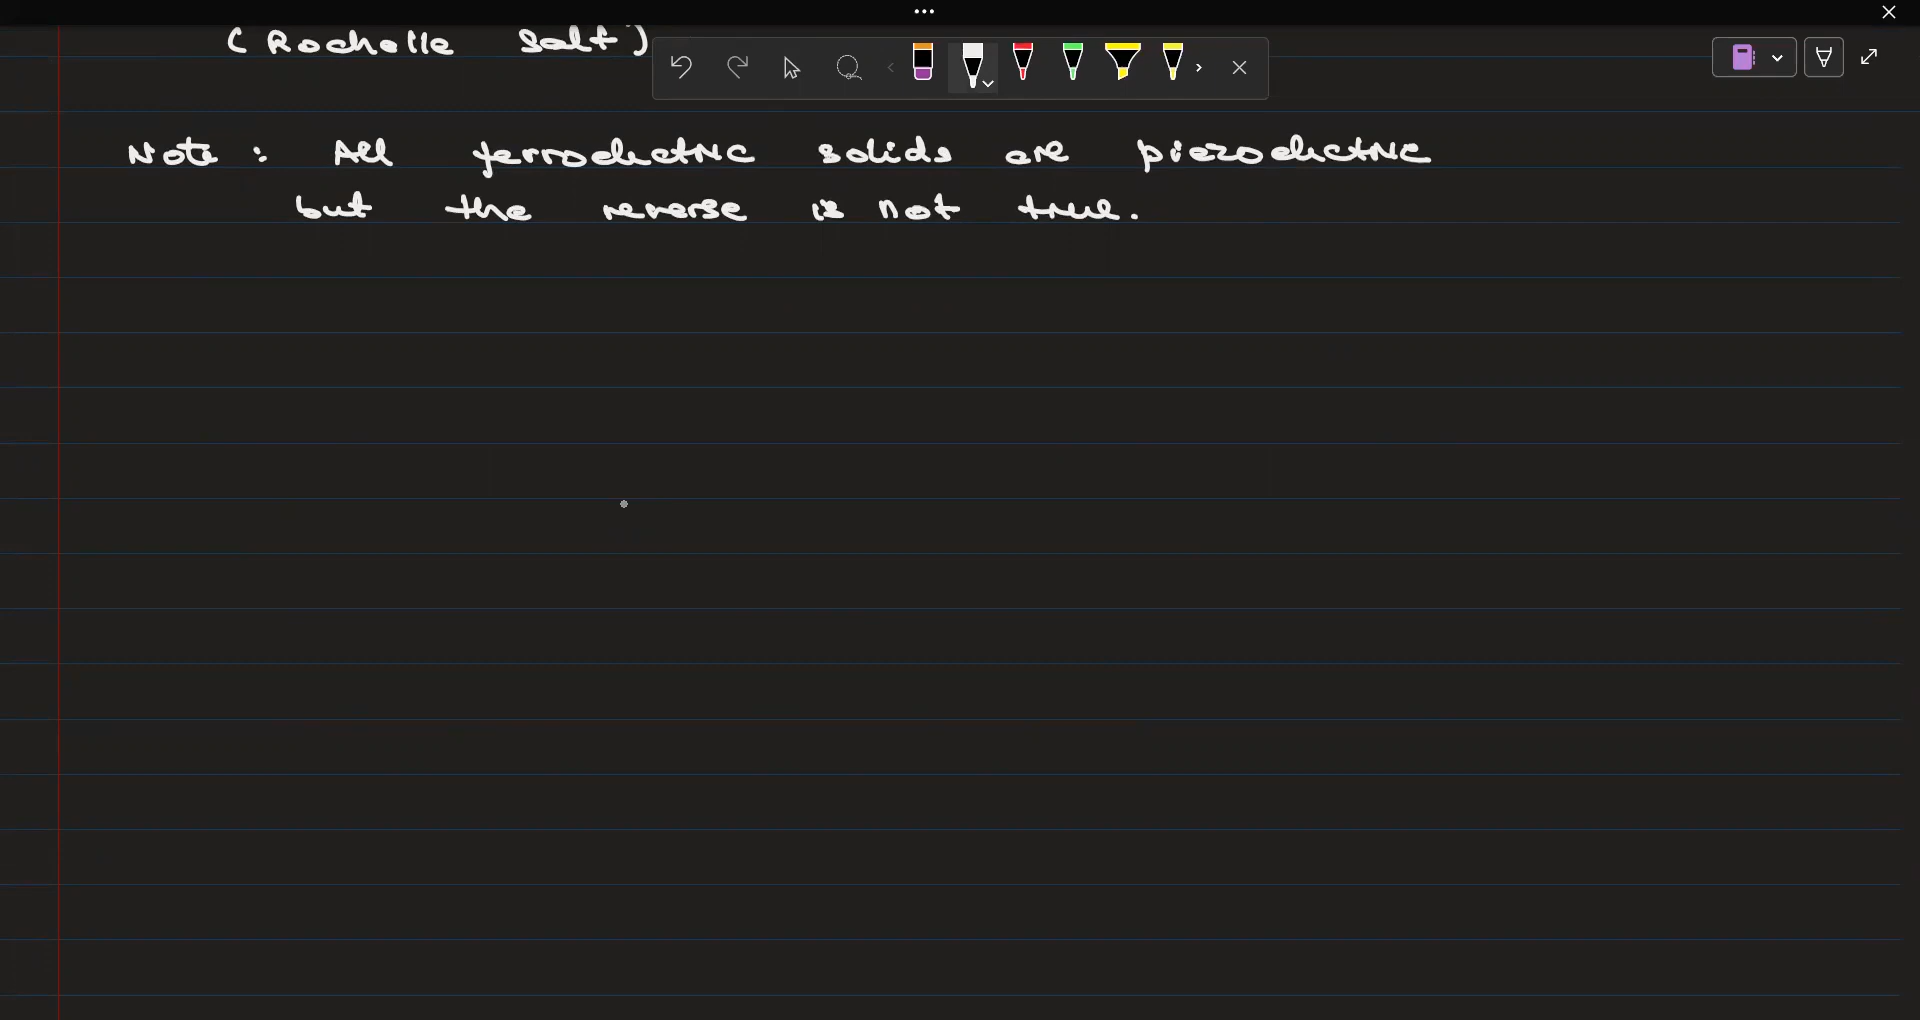 (Rochelle Salt)
Note : All ferroelectric solids are piezoelectric
but the reverse is not true.